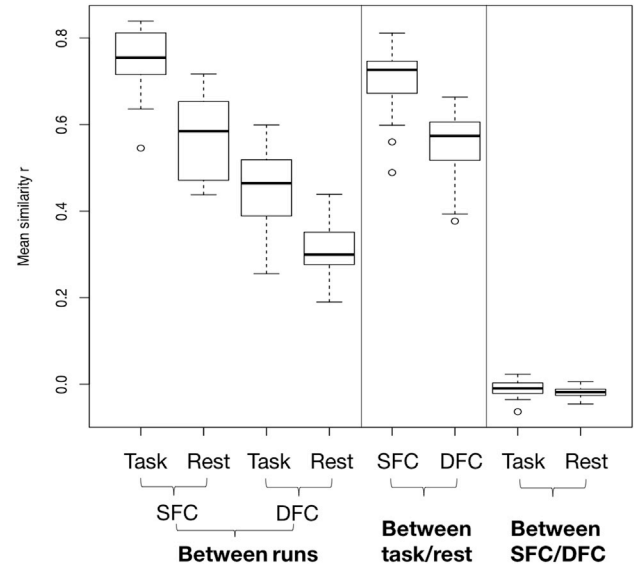 Mean similarity r
0.8
0.6
0.4
0.2
0.0
Task Rest Task Rest SFC DFC Task Rest
SFC DFC
Between runs
Between
task/rest
Between
SFC/DFC